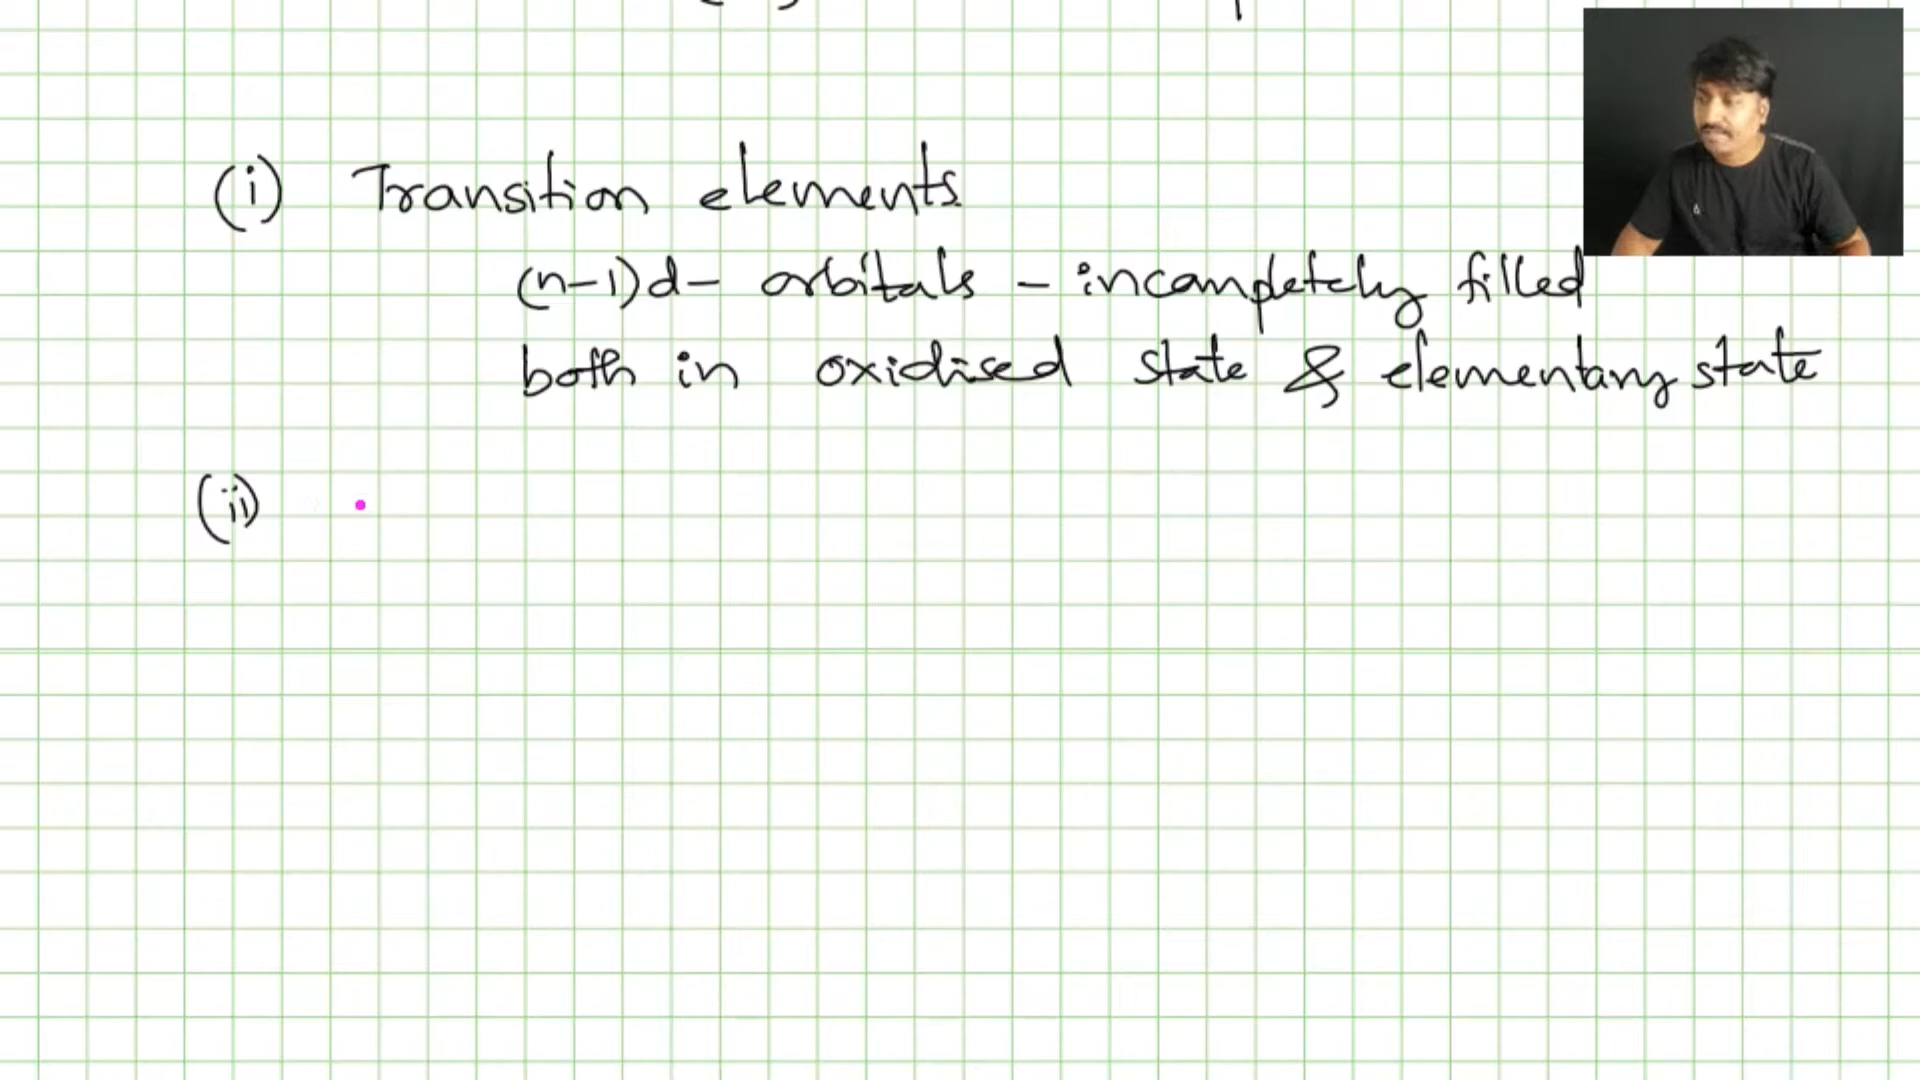 (i) Transition elements
(n-1)d- orbitals - incompletely filled
both in oxidised state & elementary state
(ii)